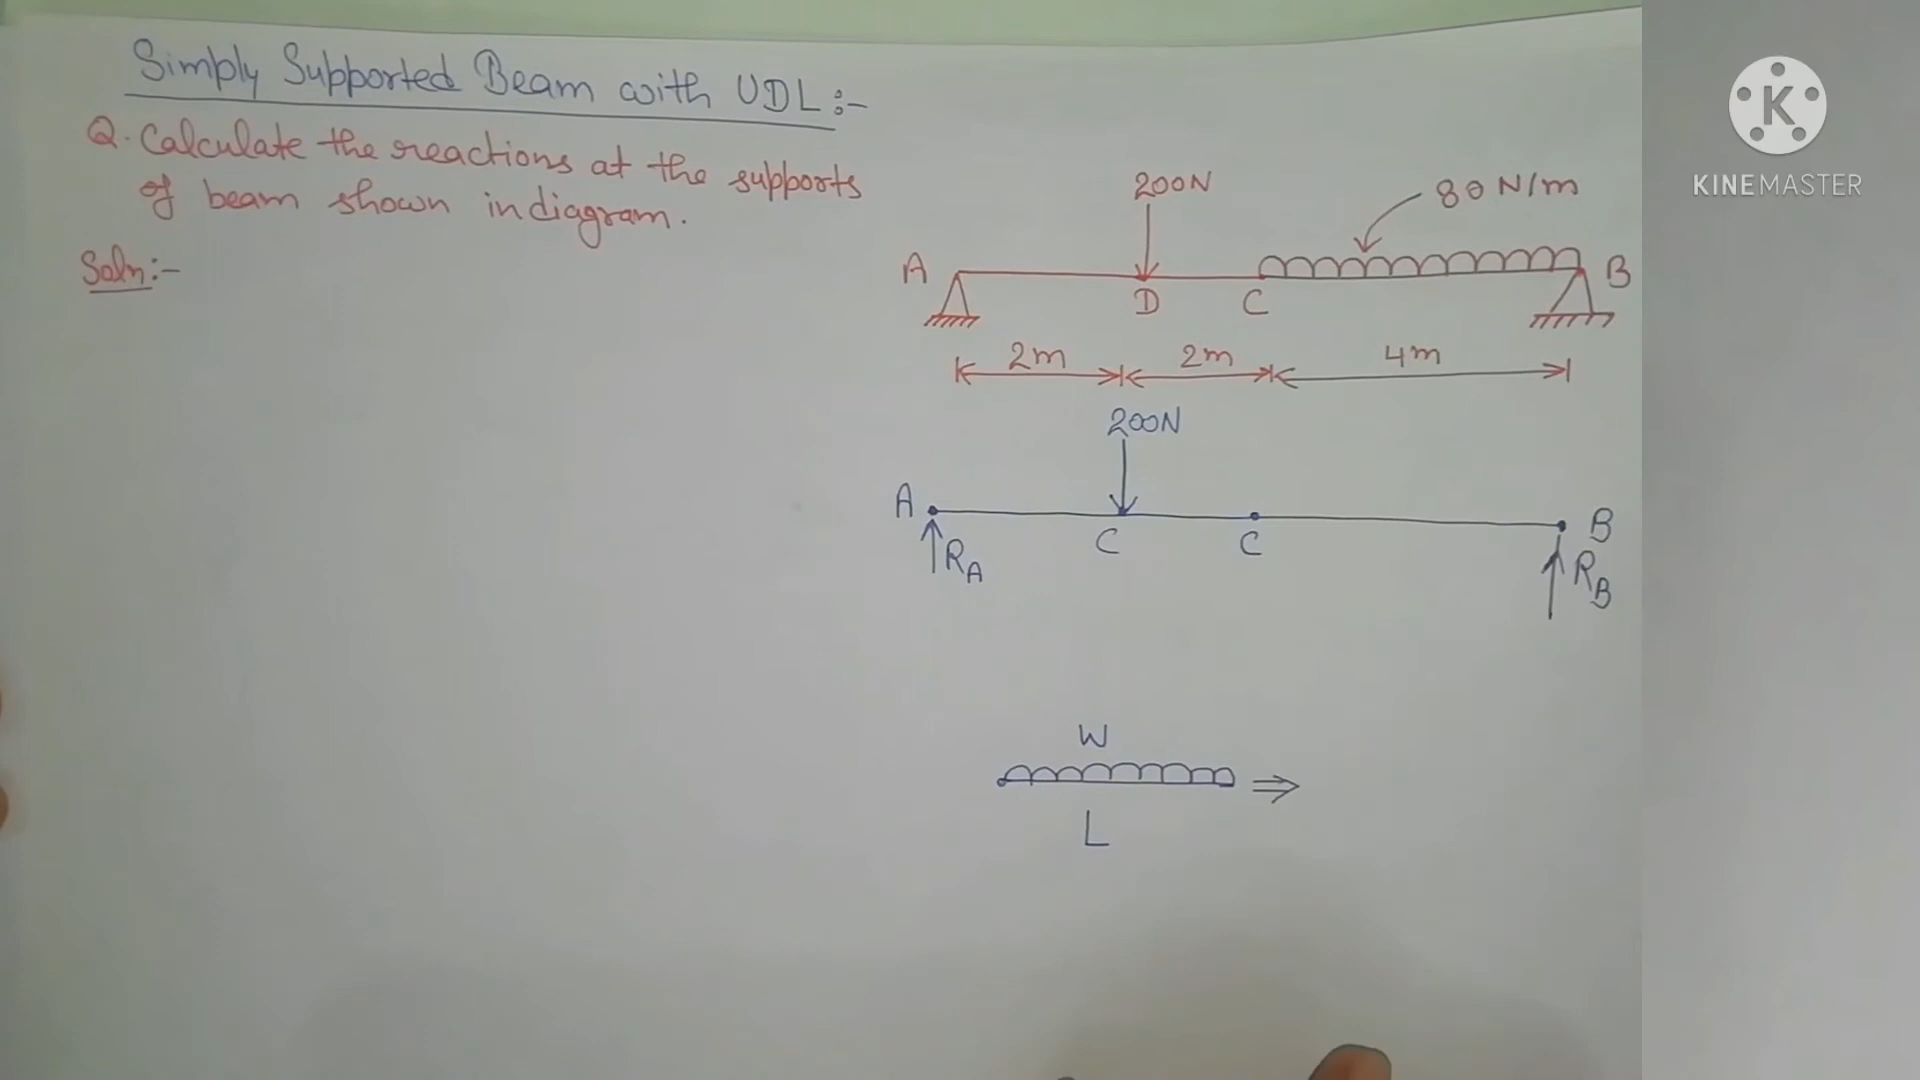 Simply Supported Beam with UDL:-
Q. Calculate the reactions at the supports
of beam shown in diagram.
Soln:-
200N
80 N/m
A
B
D
C
2m
2m
4m
200N
A
B
C
C
RA
RB
W
L
K
KINEMASTER